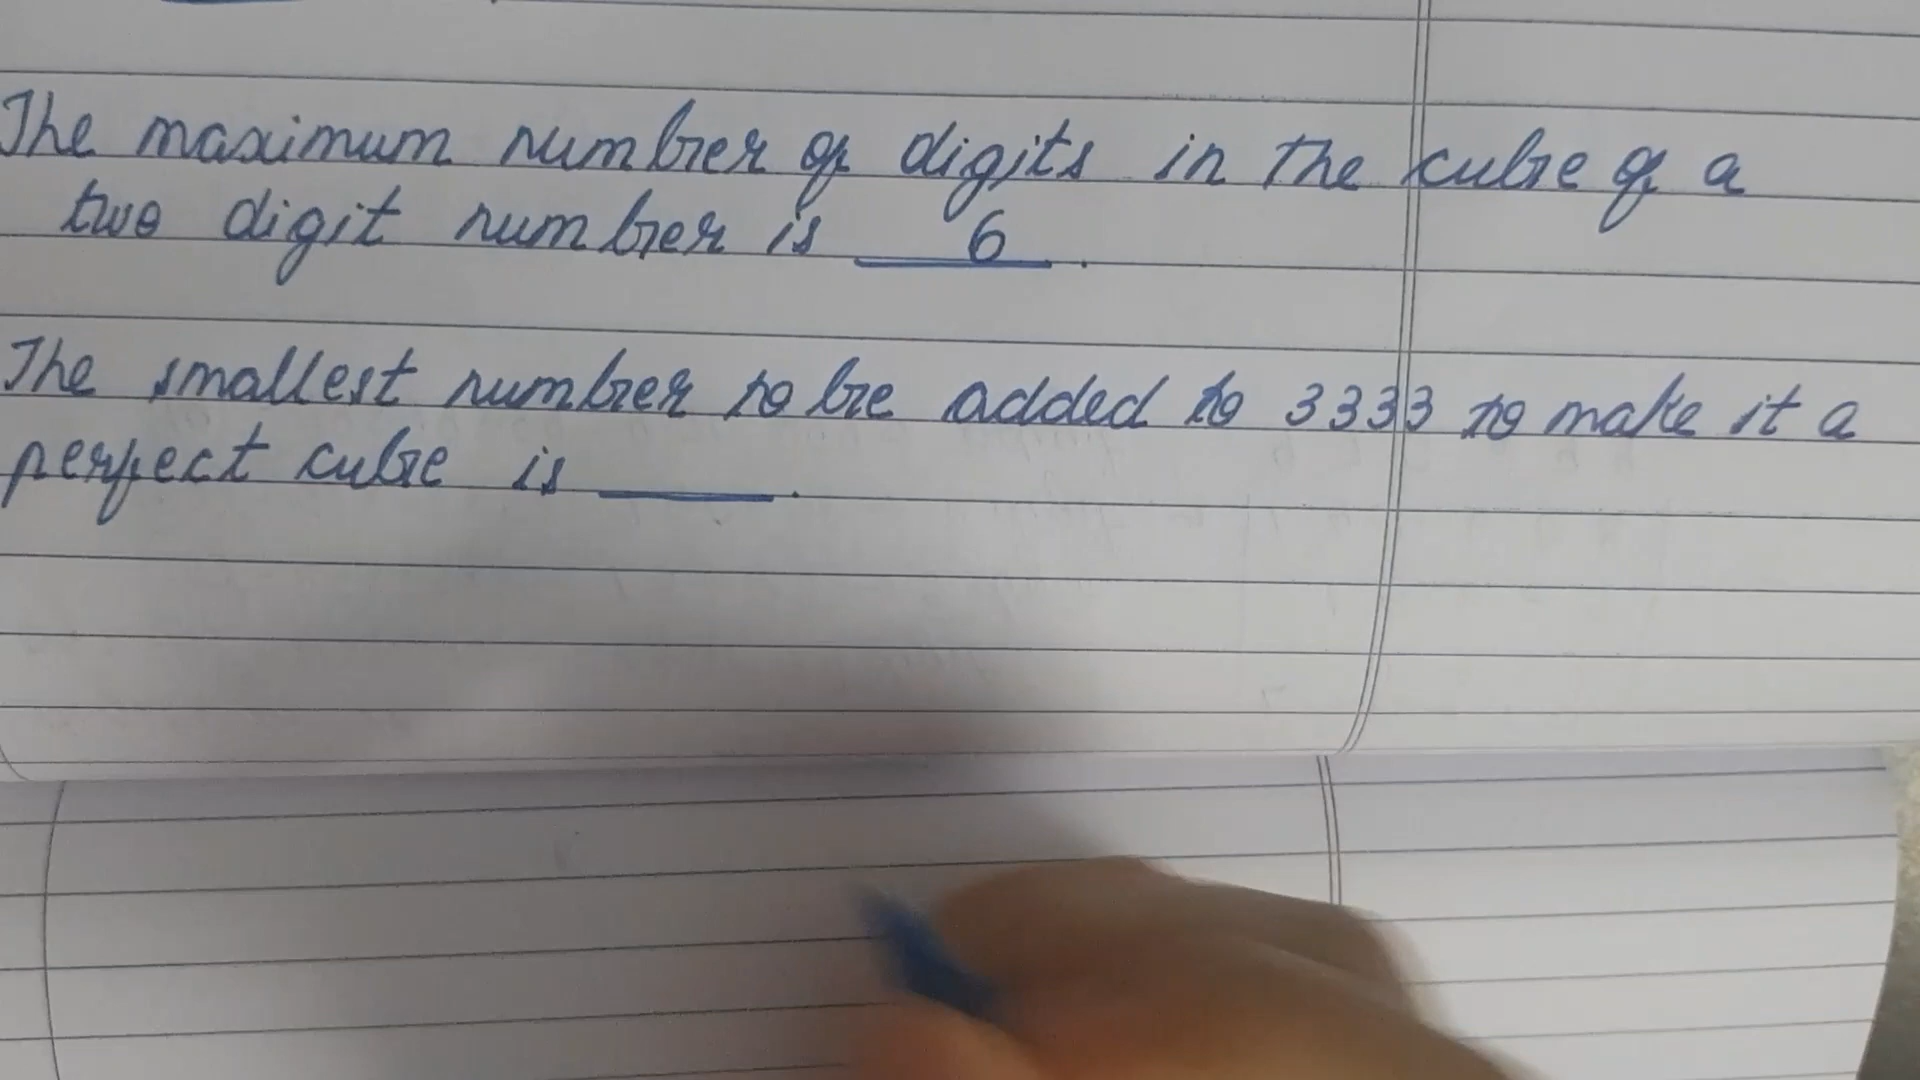 The maximum number of digits in the cube of a
two digit number is 6.
The smallest number to be added to 3333 to make it a
perfect cube is ____.